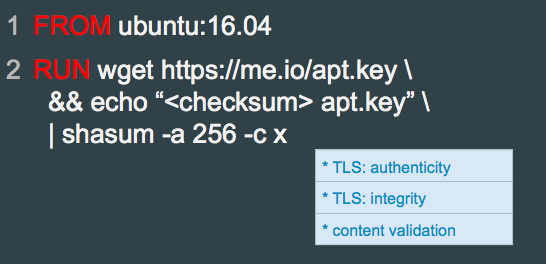 1 FROM ubuntu:16.04
2 RUN wget https://me.io/apt.key \
&& echo “<checksum> apt.key” \
| shasum -a 256 -c x
* TLS: authenticity
* TLS: integrity
* content validation